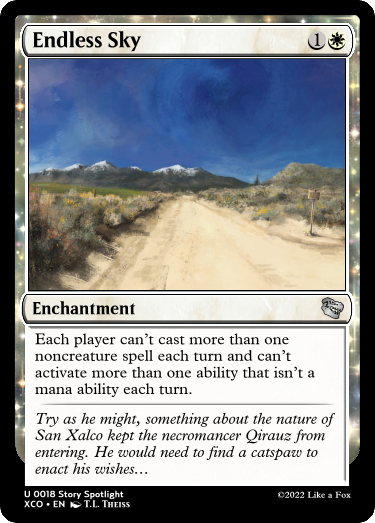 Endless Sky 1
Enchantment
Each player can't cast more than one
noncreature spell each turn and can't
activate more than one ability that isn't a
mana ability each turn.
Try as he might, something about the nature of
San Xalco kept the necromancer Qirauz from
entering. He would need to find a catspaw to
enact his wishes…
U 0018 Story Spotlight
XCO • EN T.L. Theiss ©2022 Like a Fox